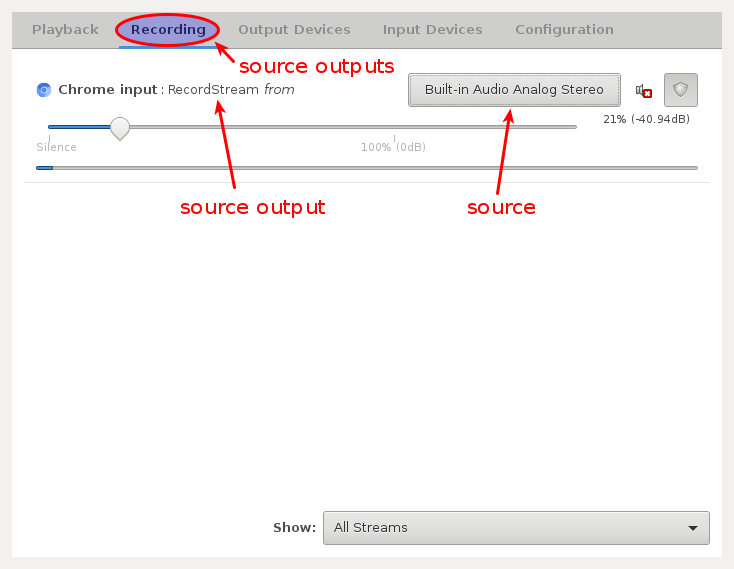 Playback Recording Output Devices Input Devices Configuration
source outputs
Chrome input : RecordStream from Built-in Audio Analog Stereo
21% (-40.94dB)
Silence 100% (0dB)
source output source
Show: All Streams